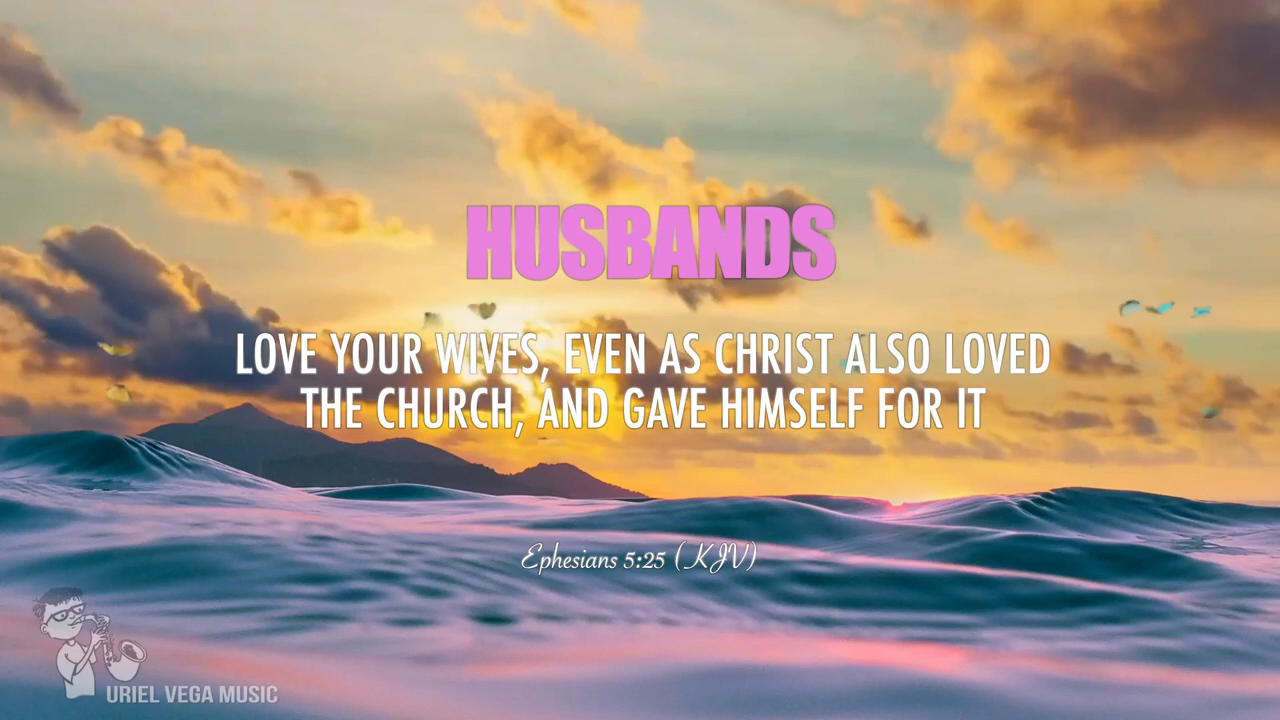 HUSBANDS
LOVE YOUR WIVES, EVEN AS CHRIST ALSO LOVED
THE CHURCH, AND GAVE HIMSELF FOR IT
Ephesians 5:25 (KJV)
URIEL VEGA MUSIC